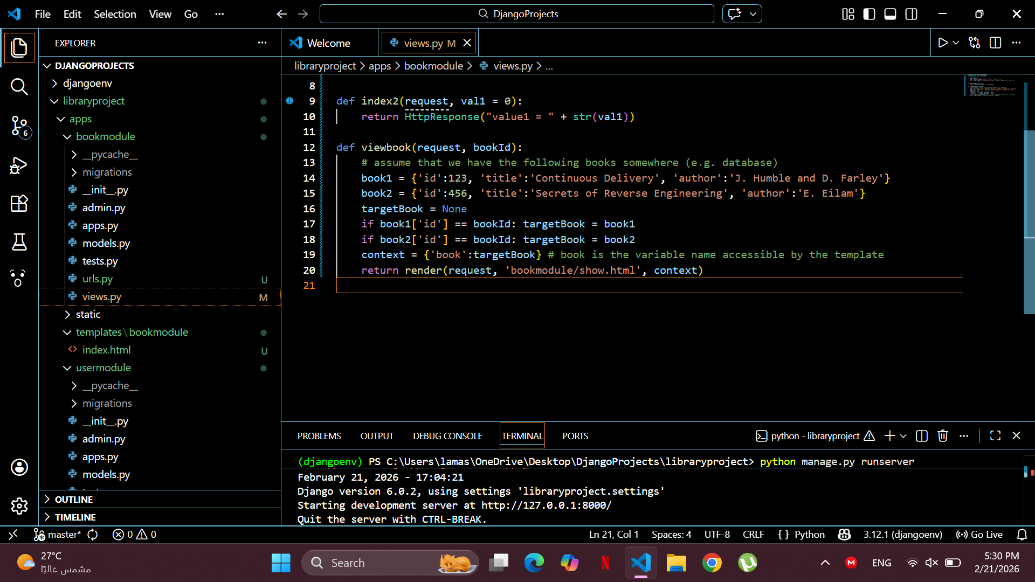 File Edit Selection View Go ··· DjangoProjects
EXPLORER ···
DJANGOPROJECTS
djangoenv
libraryproject
apps
bookmodule
__pycache__
migrations
__init__.py
admin.py
apps.py
models.py
tests.py
urls.py U
views.py M
static
templates\bookmodule
index.html U
usermodule
__pycache__
migrations
__init__.py
admin.py
apps.py
models.py
OUTLINE
TIMELINE
6
Welcome views.py M
libraryproject > apps > bookmodule > views.py > ...
8
9 def index2(request, val1 = 0):
10 return HttpResponse("value1 = " + str(val1))
11
12 def viewbook(request, bookId):
13 # assume that we have the following books somewhere (e.g. database)
14 book1 = {'id':123, 'title':'Continuous Delivery', 'author':'J. Humble and D. Farley'}
15 book2 = {'id':456, 'title':'Secrets of Reverse Engineering', 'author':'E. Eilam'}
16 targetBook = None
17 if book1['id'] == bookId: targetBook = book1
18 if book2['id'] == bookId: targetBook = book2
19 context = {'book':targetBook} # book is the variable name accessible by the template
20 return render(request, 'bookmodule/show.html', context)
21
PROBLEMS OUTPUT DEBUG CONSOLE TERMINAL PORTS python - libraryproject
(djangoenv) PS C:\Users\lamas\OneDrive\Desktop\DjangoProjects\libraryproject> python manage.py runserver
February 21, 2026 - 17:04:21
Django version 6.0.2, using settings 'libraryproject.settings'
Starting development server at http://127.0.0.1:8000/
Quit the server with CTRL-BREAK.
master* 0 0 Ln 21, Col 1 Spaces: 4 UTF-8 CRLF {} Python 3.12.1 (djangoenv) Go Live
27°C
مشمس غالبًا
Search
ENG
5:30 PM
2/21/2026